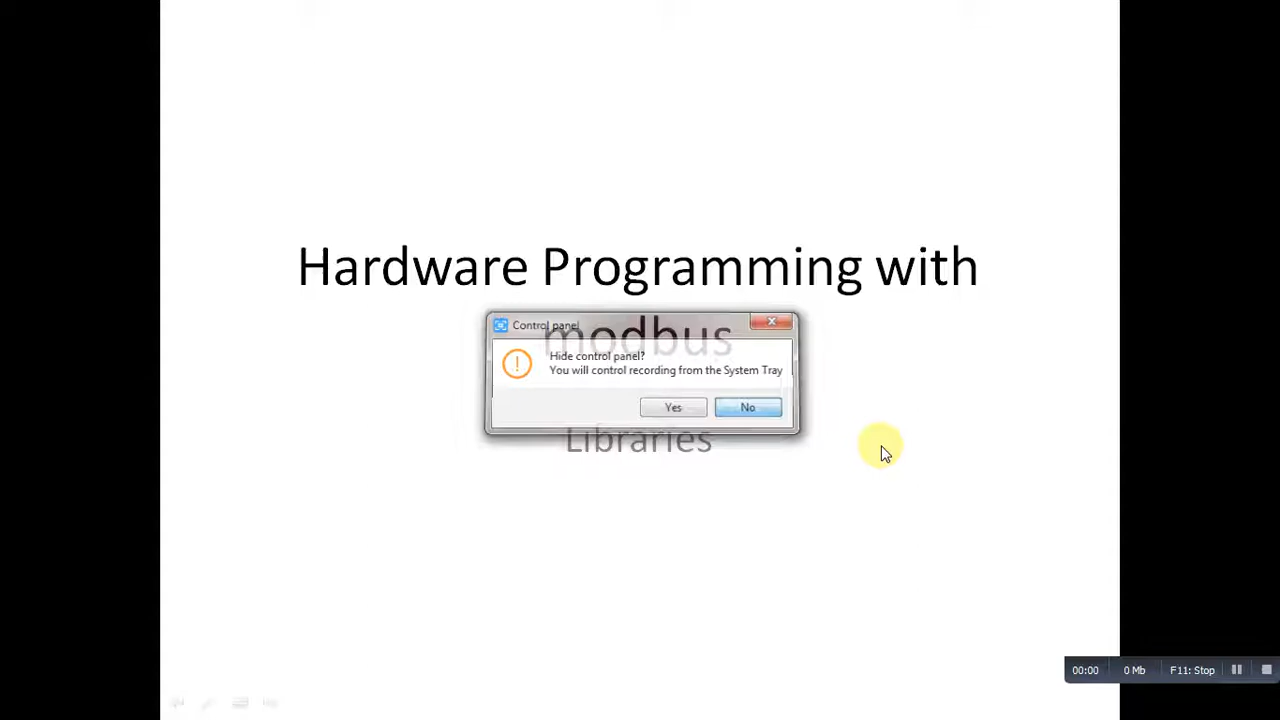 Hardware Programming with
modbus
Control panel
Hide control panel?
You will control recording from the System Tray
Yes
No
Libraries
00:00
0 Mb
F11: Stop